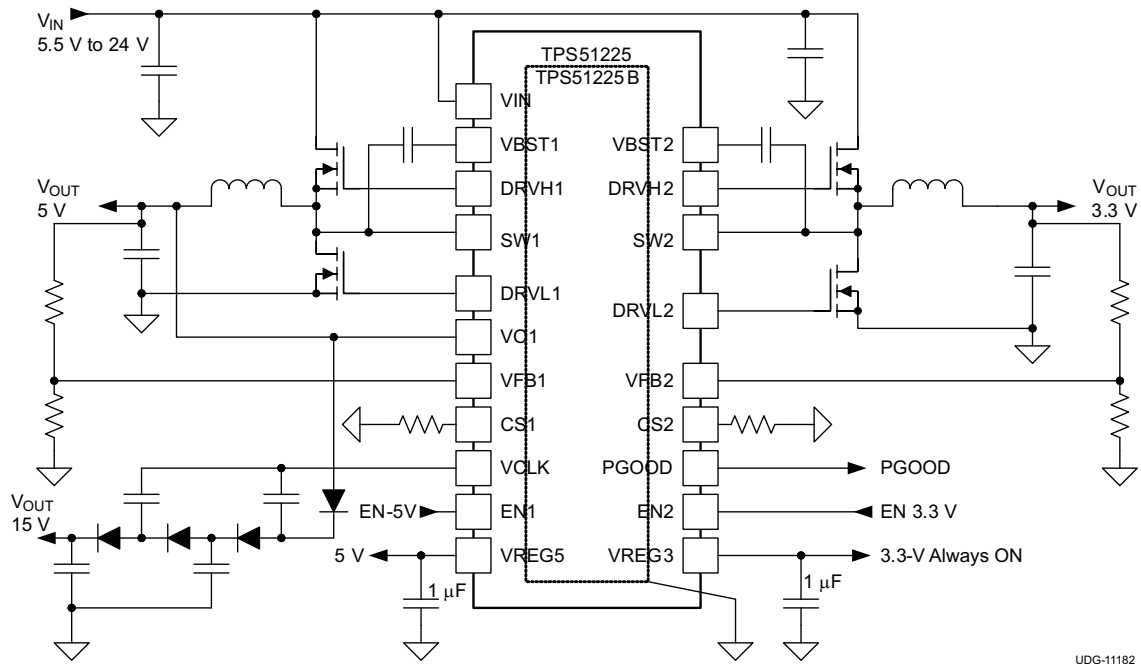 VIN
5.5 V to 24 V
TPS51225
TPS51225B
VIN
VBST1
VBST2
DRVH1
DRVH2
VOUT
5 V
VOUT
3.3 V
SW1
SW2
DRVL1
DRVL2
VO1
VFB1
VFB2
CS1
CS2
VCLK
PGOOD
PGOOD
VOUT
15 V
EN-5V
EN1
EN2
EN 3.3 V
5 V
VREG5
VREG3
3.3-V Always ON
1 μF
1 μF
UDG-11182